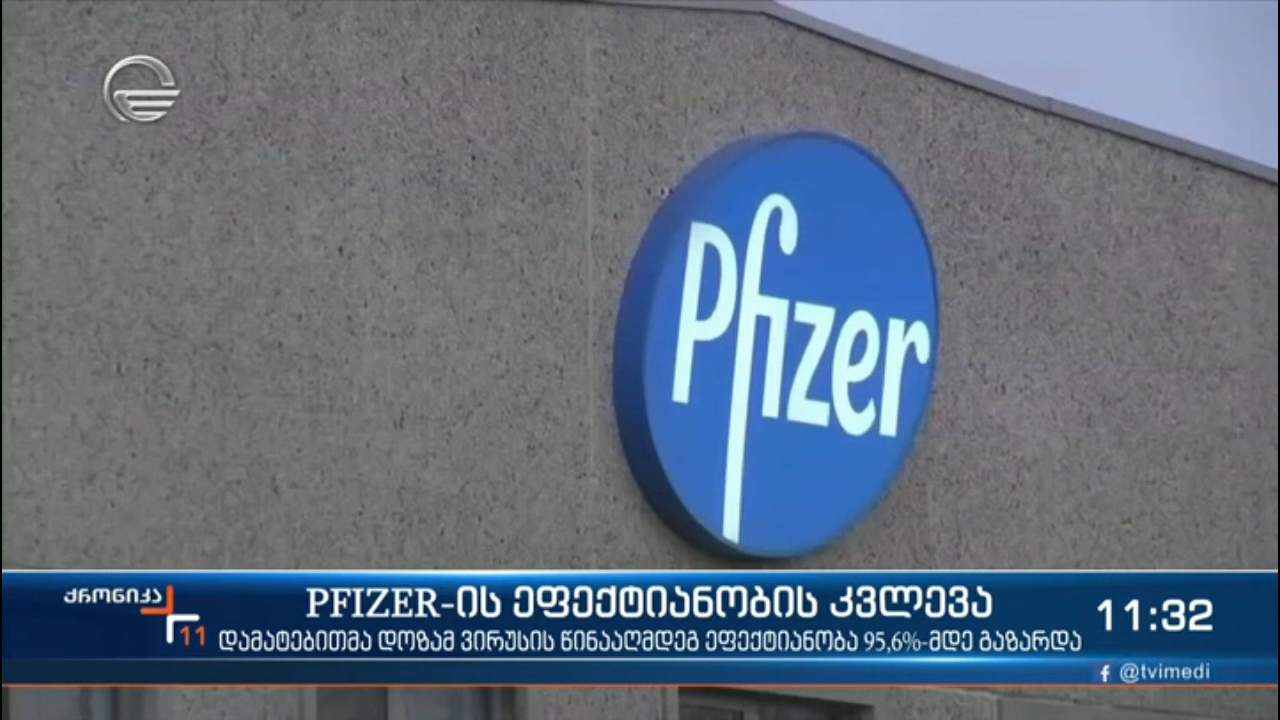 Pfizer
ქრონიკა
11
PFIZER-ის ეფექტიანობის კვლევა
დამატებითმა დოზამ ვირუსის წინააღმდეგ ეფექტიანობა 95,6%-მდე გაზარდა
11:32
f @tvimedi